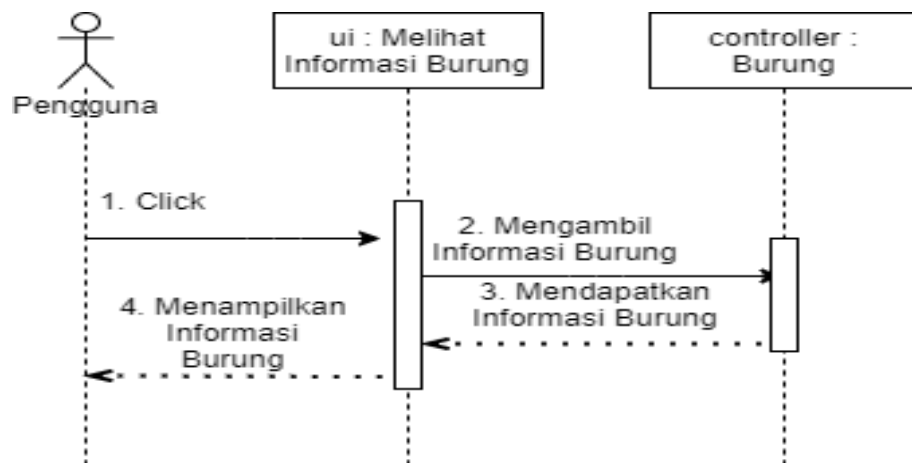 Pengguna
ui : Melihat
Informasi Burung
controller :
Burung
1. Click
2. Mengambil
Informasi Burung
3. Mendapatkan
Informasi Burung
4. Menampilkan
Informasi
Burung